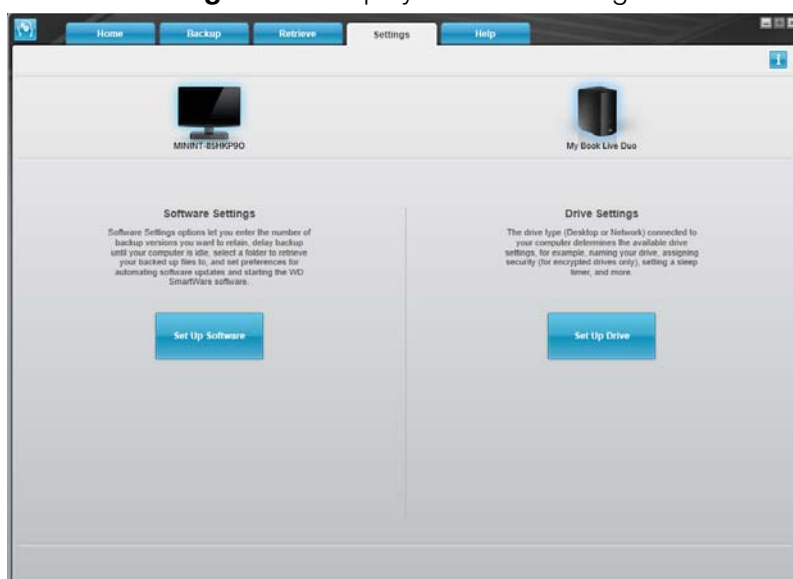 Home Backup Retrieve Settings Help
i
MININT-85HKP9O
My Book Live Duo
Software Settings
Software Settings options let you enter the number of
backup versions you want to retain, delay backup
until your computer is idle, select a folder to retrieve
your backed up files to, and set preferences for
automating software updates and starting the WD
SmartWare software.
Set Up Software
Drive Settings
The drive type (Desktop or Network) connected to
your computer determines the available drive
settings, for example, naming your drive, assigning
security (for encrypted drives only), setting a sleep
timer, and more.
Set Up Drive